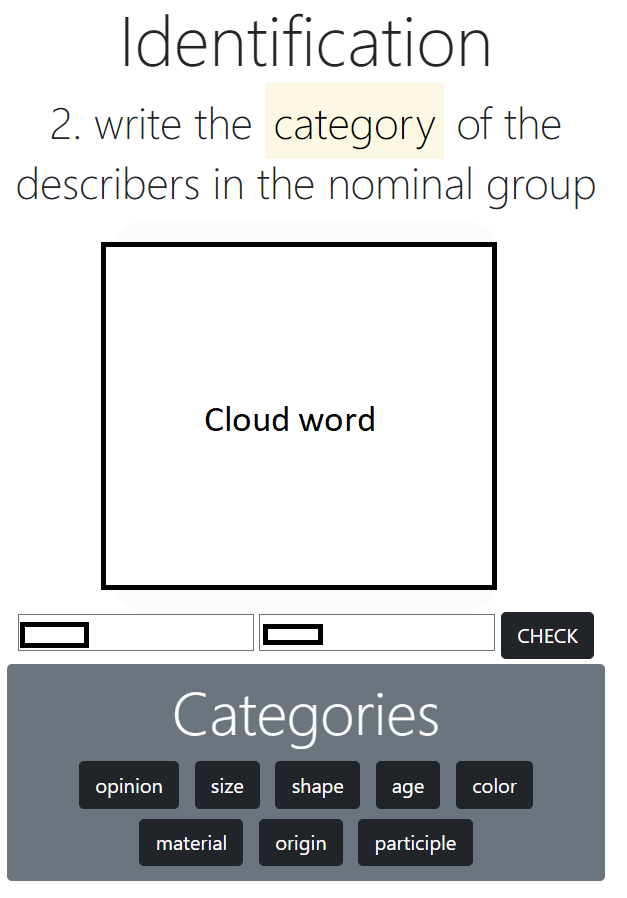 Identification
2. write the category of the
describers in the nominal group
Cloud word
CHECK
Categories
opinion size shape age color
material origin participle